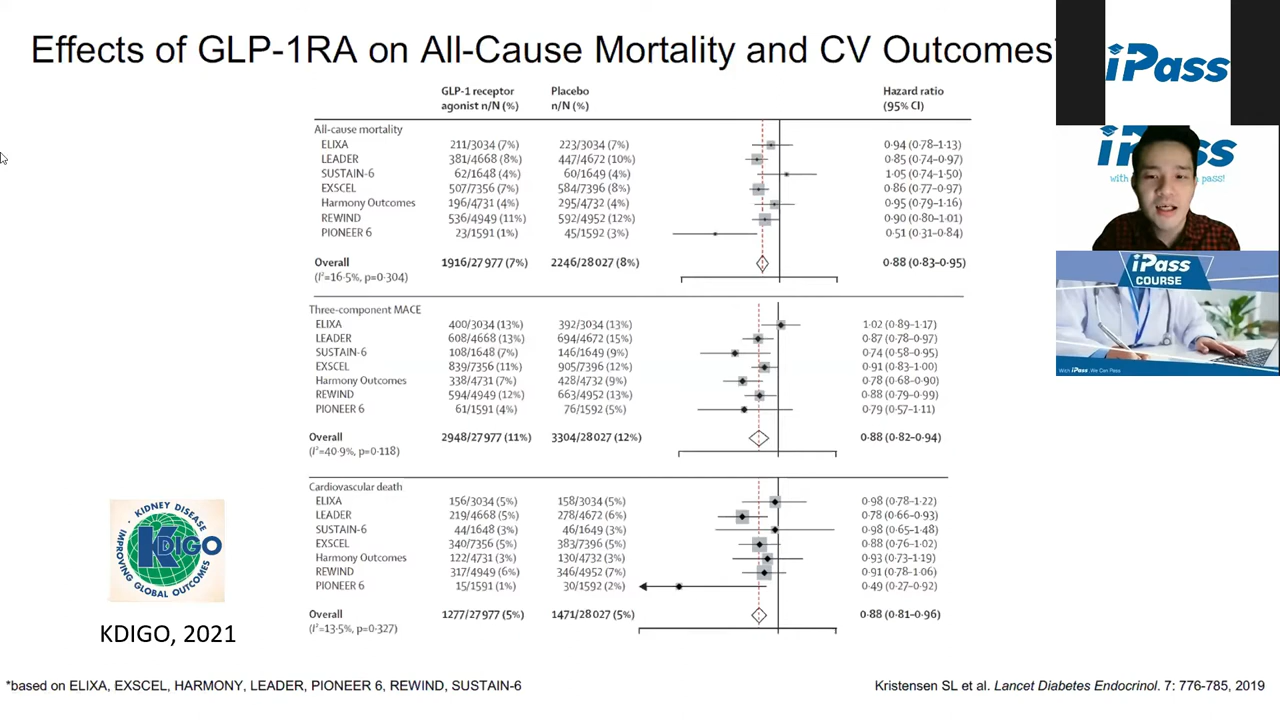 Effects of GLP-1RA on All-Cause Mortality and CV Outcomes*
GLP-1 receptor agonist n/N (%) Placebo n/N (%) Hazard ratio (95% CI)
All-cause mortality
ELIXA 211/3034 (7%) 223/3034 (7%) 0·94 (0·78–1·13)
LEADER 381/4668 (8%) 447/4672 (10%) 0·85 (0·74–0·97)
SUSTAIN-6 62/1648 (4%) 60/1649 (4%) 1·05 (0·74–1·50)
EXSCEL 507/7356 (7%) 584/7396 (8%) 0·86 (0·77–0·97)
Harmony Outcomes 196/4731 (4%) 295/4732 (4%) 0·95 (0·79–1·16)
REWIND 536/4949 (11%) 592/4952 (12%) 0·90 (0·80–1·01)
PIONEER 6 23/1591 (1%) 45/1592 (3%) 0·51 (0·31–0·84)
Overall 1916/27 977 (7%) 2246/28 027 (8%) 0·88 (0·83–0·95)
(I²=16·5%, p=0·304)
Three-component MACE
ELIXA 400/3034 (13%) 392/3034 (13%) 1·02 (0·89–1·17)
LEADER 608/4668 (13%) 694/4672 (15%) 0·87 (0·78–0·97)
SUSTAIN-6 108/1648 (7%) 146/1649 (9%) 0·74 (0·58–0·95)
EXSCEL 839/7356 (11%) 905/7396 (12%) 0·91 (0·83–1·00)
Harmony Outcomes 338/4731 (7%) 428/4732 (9%) 0·78 (0·68–0·90)
REWIND 594/4949 (12%) 663/4952 (13%) 0·88 (0·79–0·99)
PIONEER 6 61/1591 (4%) 76/1592 (5%) 0·79 (0·57–1·11)
Overall 2948/27 977 (11%) 3304/28 027 (12%) 0·88 (0·82–0·94)
(I²=40·9%, p=0·118)
Cardiovascular death
ELIXA 156/3034 (5%) 158/3034 (5%) 0·98 (0·78–1·22)
LEADER 219/4668 (5%) 278/4672 (6%) 0·78 (0·66–0·93)
SUSTAIN-6 44/1648 (3%) 46/1649 (3%) 0·98 (0·65–1·48)
EXSCEL 340/7356 (5%) 383/7396 (5%) 0·88 (0·76–1·02)
Harmony Outcomes 122/4731 (3%) 130/4732 (3%) 0·93 (0·73–1·19)
REWIND 317/4949 (6%) 346/4952 (7%) 0·91 (0·78–1·06)
PIONEER 6 15/1591 (1%) 30/1592 (2%) 0·49 (0·27–0·92)
Overall 1277/27 977 (5%) 1471/28 027 (5%) 0·88 (0·81–0·96)
(I²=13·5%, p=0·327)
KIDNEY DISEASE
KDIGO
IMPROVING GLOBAL OUTCOMES
KDIGO, 2021
*based on ELIXA, EXSCEL, HARMONY, LEADER, PIONEER 6, REWIND, SUSTAIN-6
Kristensen SL et al. Lancet Diabetes Endocrinol. 7: 776-785, 2019
iPass
iPass
with pass!
iPass
COURSE
With iPass ,We Can Pass